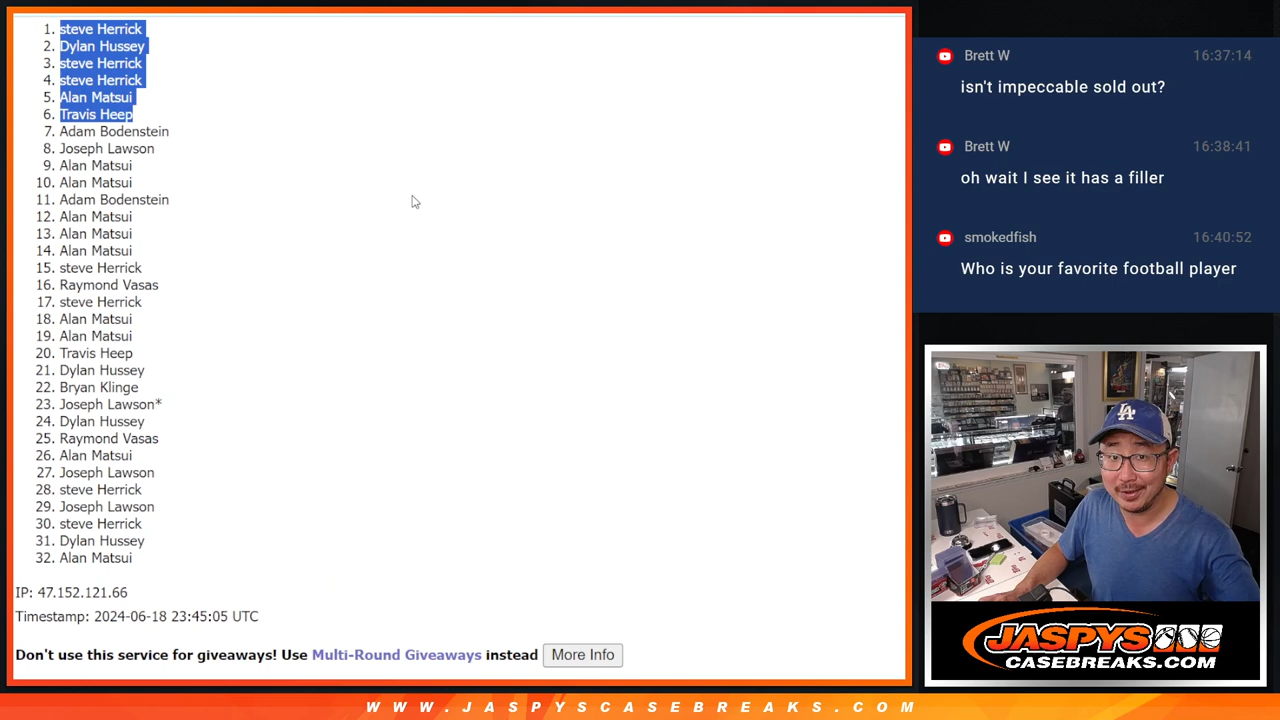 1. steve Herrick
2. Dylan Hussey
3. steve Herrick
4. steve Herrick
5. Alan Matsui
6. Travis Heep
7. Adam Bodenstein
8. Joseph Lawson
9. Alan Matsui
10. Alan Matsui
11. Adam Bodenstein
12. Alan Matsui
13. Alan Matsui
14. Alan Matsui
15. steve Herrick
16. Raymond Vasas
17. steve Herrick
18. Alan Matsui
19. Alan Matsui
20. Travis Heep
21. Dylan Hussey
22. Bryan Klinge
23. Joseph Lawson*
24. Dylan Hussey
25. Raymond Vasas
26. Alan Matsui
27. Joseph Lawson
28. steve Herrick
29. Joseph Lawson
30. steve Herrick
31. Dylan Hussey
32. Alan Matsui
IP: 47.152.121.66
Timestamp: 2024-06-18 23:45:05 UTC
Don't use this service for giveaways! Use Multi-Round Giveaways instead More Info
Brett W 16:37:14
isn't impeccable sold out?
Brett W 16:38:41
oh wait I see it has a filler
smokedfish 16:40:52
Who is your favorite football player
LA
JASPYS
CASEBREAKS.COM
WWW.JASPYSCASEBREAKS.COM